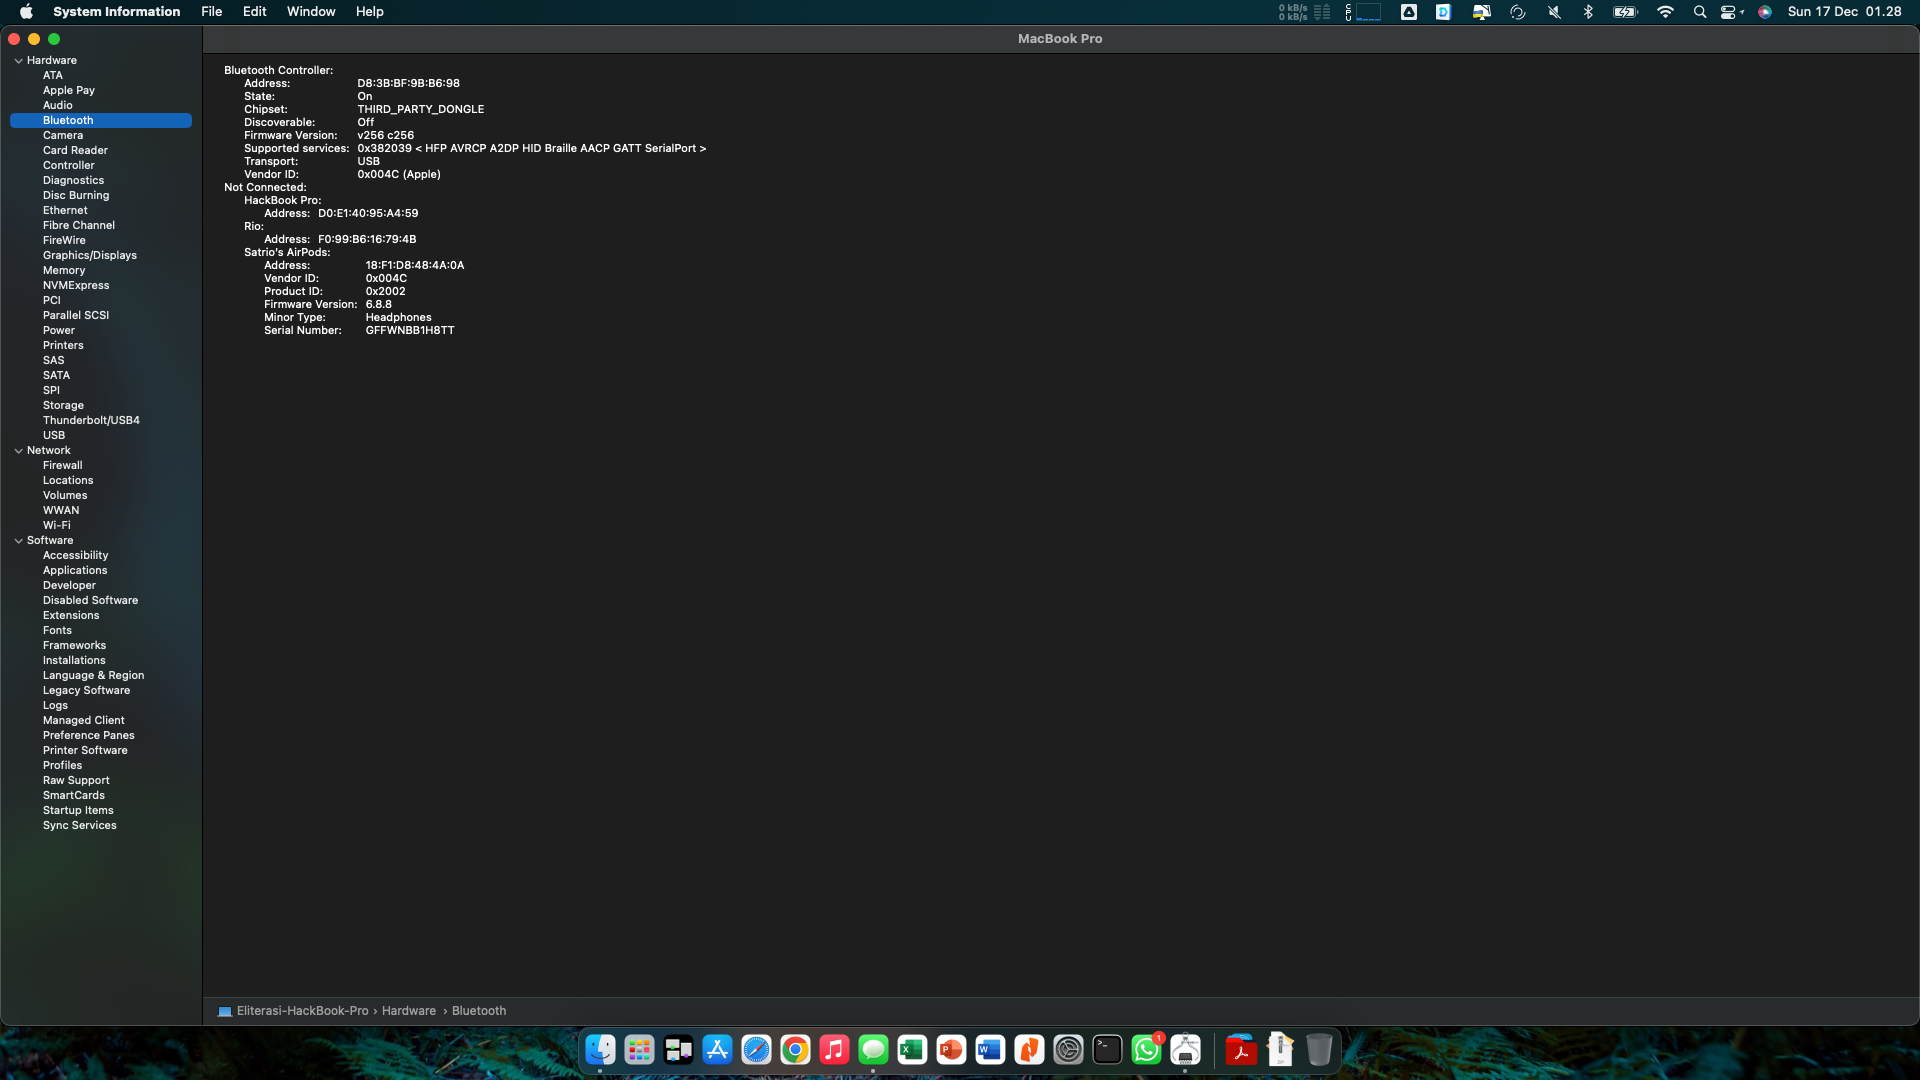 System Information File Edit Window Help
0 kB/s
0 kB/s
CPU
Sun 17 Dec 01.28
MacBook Pro
Hardware
ATA
Apple Pay
Audio
Bluetooth
Camera
Card Reader
Controller
Diagnostics
Disc Burning
Ethernet
Fibre Channel
FireWire
Graphics/Displays
Memory
NVMExpress
PCI
Parallel SCSI
Power
Printers
SAS
SATA
SPI
Storage
Thunderbolt/USB4
USB
Network
Firewall
Locations
Volumes
WWAN
Wi-Fi
Software
Accessibility
Applications
Developer
Disabled Software
Extensions
Fonts
Frameworks
Installations
Language & Region
Legacy Software
Logs
Managed Client
Preference Panes
Printer Software
Profiles
Raw Support
SmartCards
Startup Items
Sync Services
Bluetooth Controller:
Address: D8:3B:BF:9B:B6:98
State: On
Chipset: THIRD_PARTY_DONGLE
Discoverable: Off
Firmware Version: v256 c256
Supported services: 0x382039 < HFP AVRCP A2DP HID Braille AACP GATT SerialPort >
Transport: USB
Vendor ID: 0x004C (Apple)
Not Connected:
HackBook Pro:
Address: D0:E1:40:95:A4:59
Rio:
Address: F0:99:B6:16:79:4B
Satrio's AirPods:
Address: 18:F1:D8:48:4A:0A
Vendor ID: 0x004C
Product ID: 0x2002
Firmware Version: 6.8.8
Minor Type: Headphones
Serial Number: GFFWNBB1H8TT
Eliterasi-HackBook-Pro › Hardware › Bluetooth
1